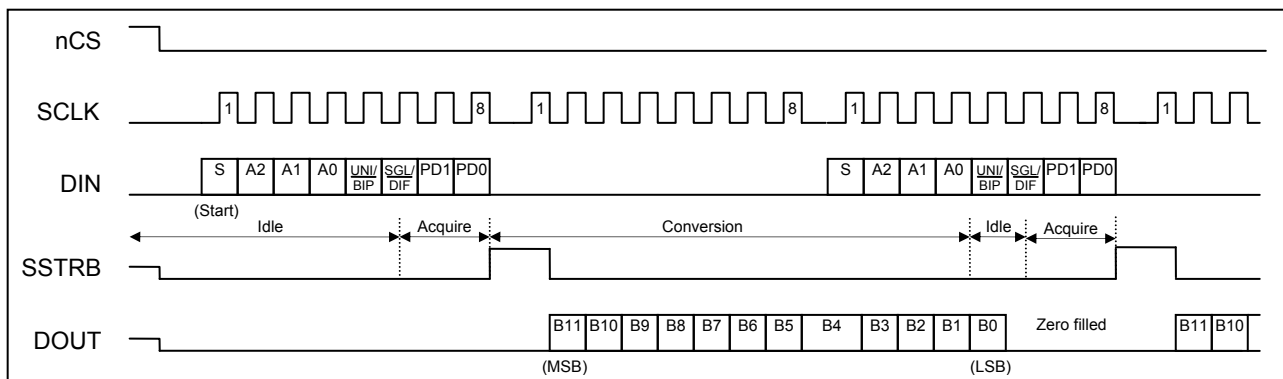 nCS
SCLK
1 8 1 8 1 8 1
DIN
S A2 A1 A0 UNI/BIP SGL/DIF PD1 PD0 S A2 A1 A0 UNI/BIP SGL/DIF PD1 PD0
(Start)
Idle Acquire Conversion Idle Acquire
SSTRB
DOUT
B11 B10 B9 B8 B7 B6 B5 B4 B3 B2 B1 B0 Zero filled B11 B10
(MSB) (LSB)